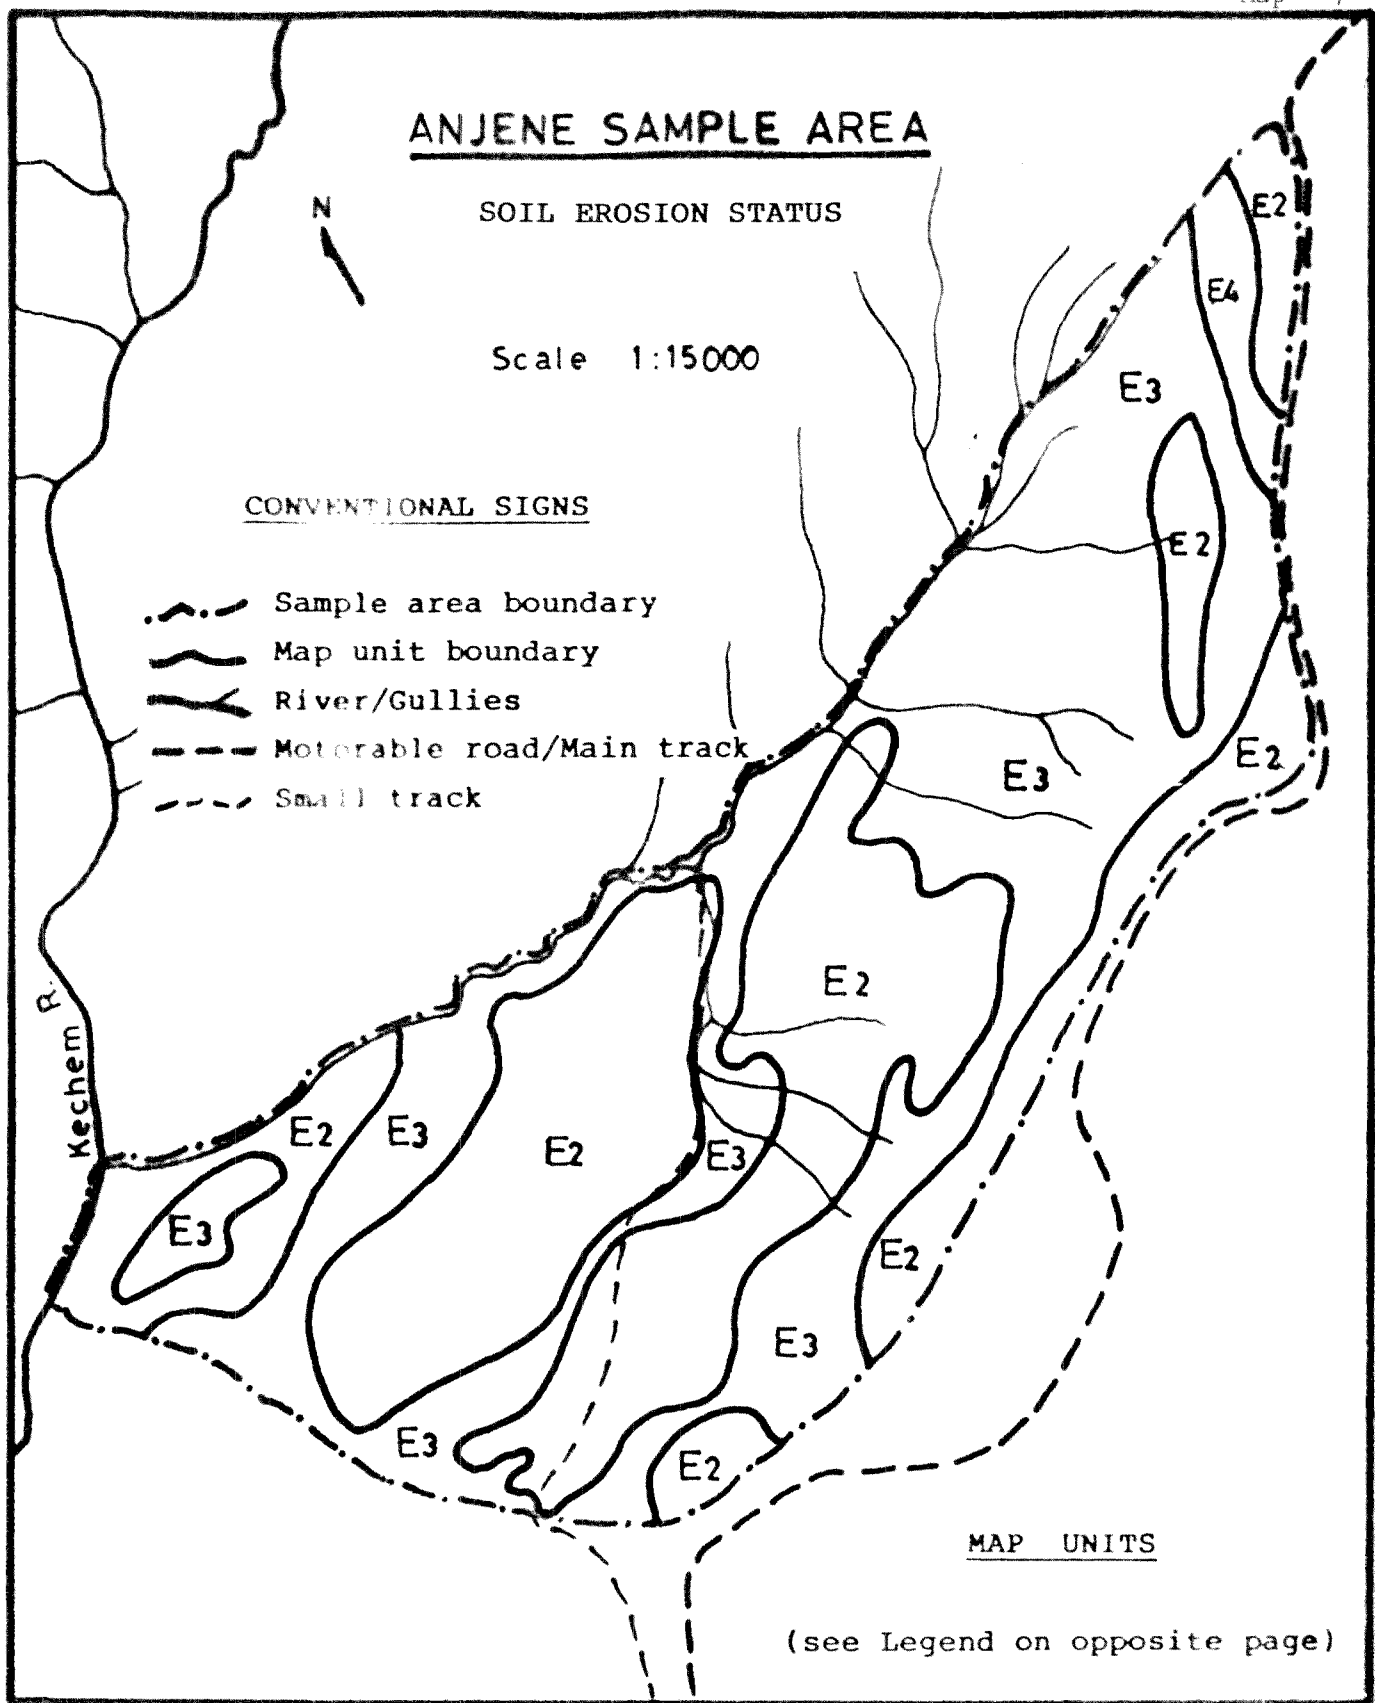 ANJENE SAMPLE AREA
SOIL EROSION STATUS
N
Scale 1:15000
CONVENTIONAL SIGNS
Sample area boundary
Map unit boundary
River/Gullies
Motorable road/Main track
Small track
E2
E4
E3
E2
E2
E3
E2
Kechem R.
E2
E3
E2
E3
E3
E2
E3
E3
E2
MAP UNITS
(see Legend on opposite page)